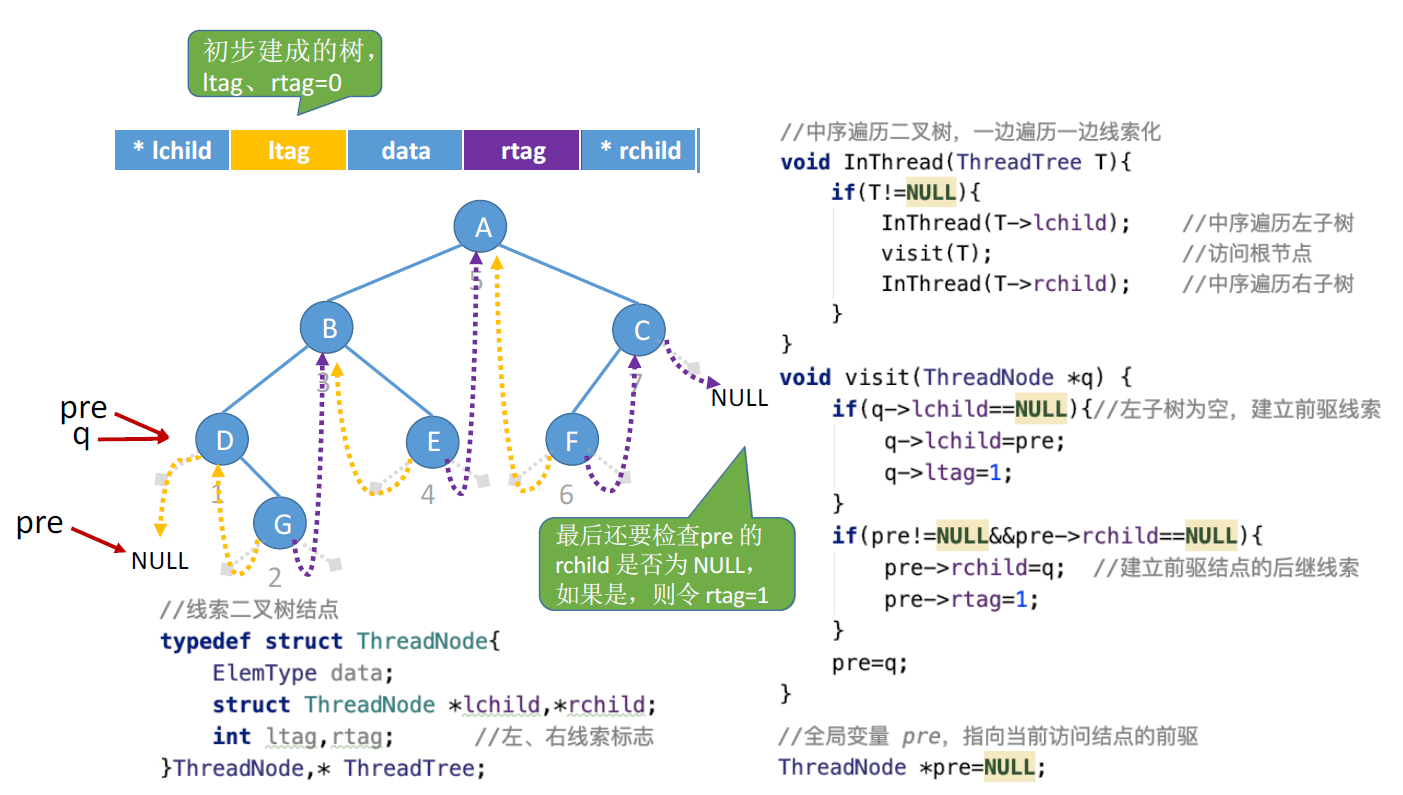 初步建成的树，
ltag、rtag=0
* lchild
ltag
data
rtag
* rchild
A
5
B
3
C
7
NULL
pre
q
D
1
E
4
F
6
pre
NULL
G
2
最后还要检查pre 的
rchild 是否为 NULL，
如果是，则令 rtag=1
//线索二叉树结点
typedef struct ThreadNode{
    ElemType data;
    struct ThreadNode *lchild,*rchild;
    int ltag,rtag;      //左、右线索标志
}ThreadNode,* ThreadTree;
//中序遍历二叉树，一边遍历一边线索化
void InThread(ThreadTree T){
    if(T!=NULL){
        InThread(T->lchild);    //中序遍历左子树
        visit(T);               //访问根节点
        InThread(T->rchild);    //中序遍历右子树
    }
}
void visit(ThreadNode *q) {
    if(q->lchild==NULL){//左子树为空，建立前驱线索
        q->lchild=pre;
        q->ltag=1;
    }
    if(pre!=NULL&&pre->rchild==NULL){
        pre->rchild=q;  //建立前驱结点的后继线索
        pre->rtag=1;
    }
    pre=q;
}
//全局变量 pre，指向当前访问结点的前驱
ThreadNode *pre=NULL;